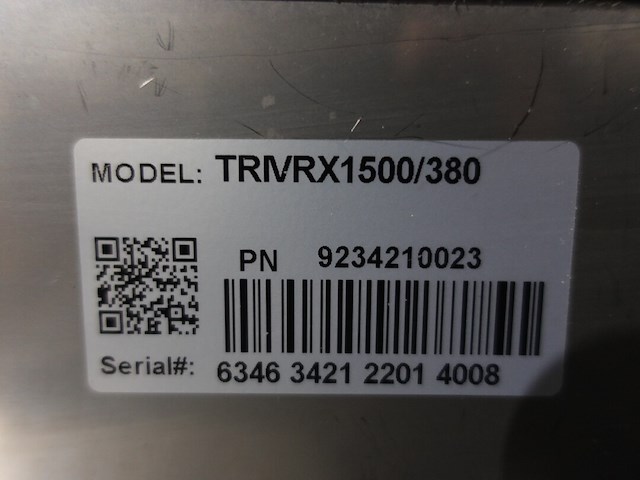 MODEL: TRIVRX1500/380
PN 9234210023
Serial#: 6346 3421 2201 4008